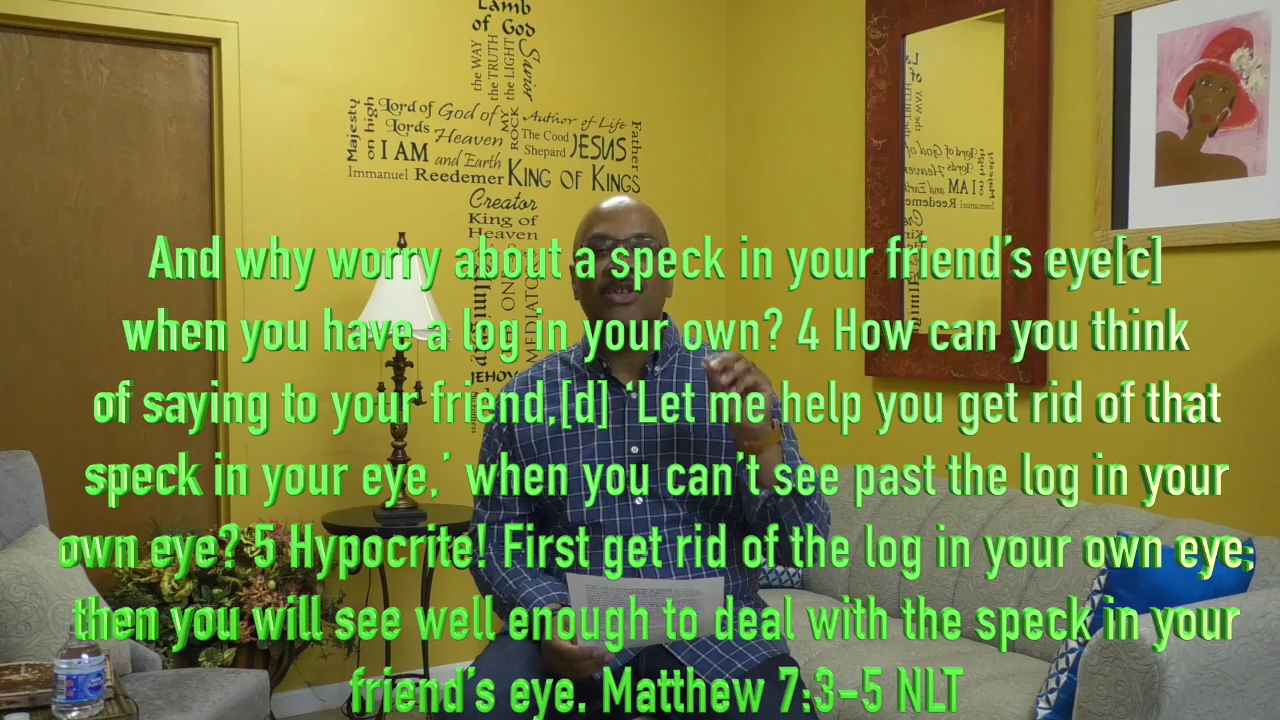 Lamb
of God
Savior
the WAY
the TRUTH
the LIGHT
Majesty
on high
Lord of
Lords
God of
Heaven
and Earth
MY
ROCK
Author of Life
The Good
Shepard
JESUS
Father
I AM
Immanuel
Reedemer
KING OF KINGS
Creator
King of
Heaven
MEDIATOR
And why worry about a speck in your friend’s eye[c]
when you have a log in your own? 4 How can you think
of saying to your friend,[d] ‘Let me help you get rid of that
speck in your eye,’ when you can’t see past the log in your
own eye? 5 Hypocrite! First get rid of the log in your own eye;
then you will see well enough to deal with the speck in your
friend’s eye. Matthew 7:3-5 NLT